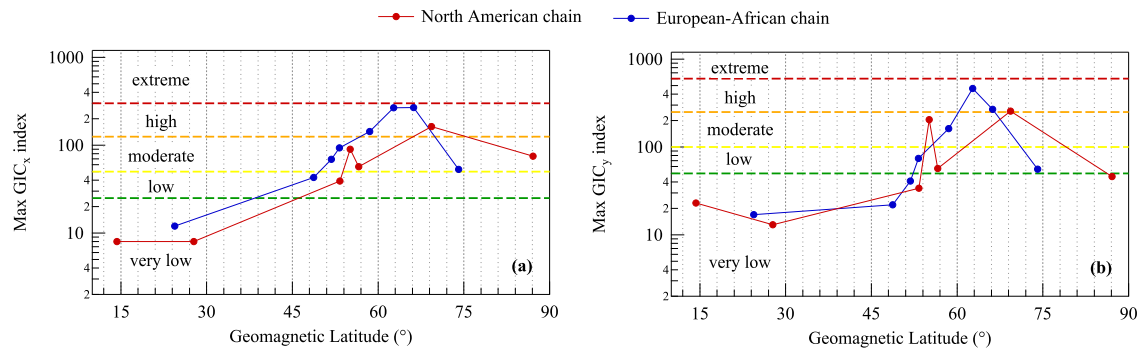 North American chain European-African chain
1000
4
2
100
4
2
10
4
2
Max GICx index
extreme
high
moderate
low
very low
(a)
15 30 45 60 75 90
Geomagnetic Latitude (°)
1000
4
2
100
4
2
10
4
2
Max GICy index
extreme
high
moderate
low
very low
(b)
15 30 45 60 75 90
Geomagnetic Latitude (°)